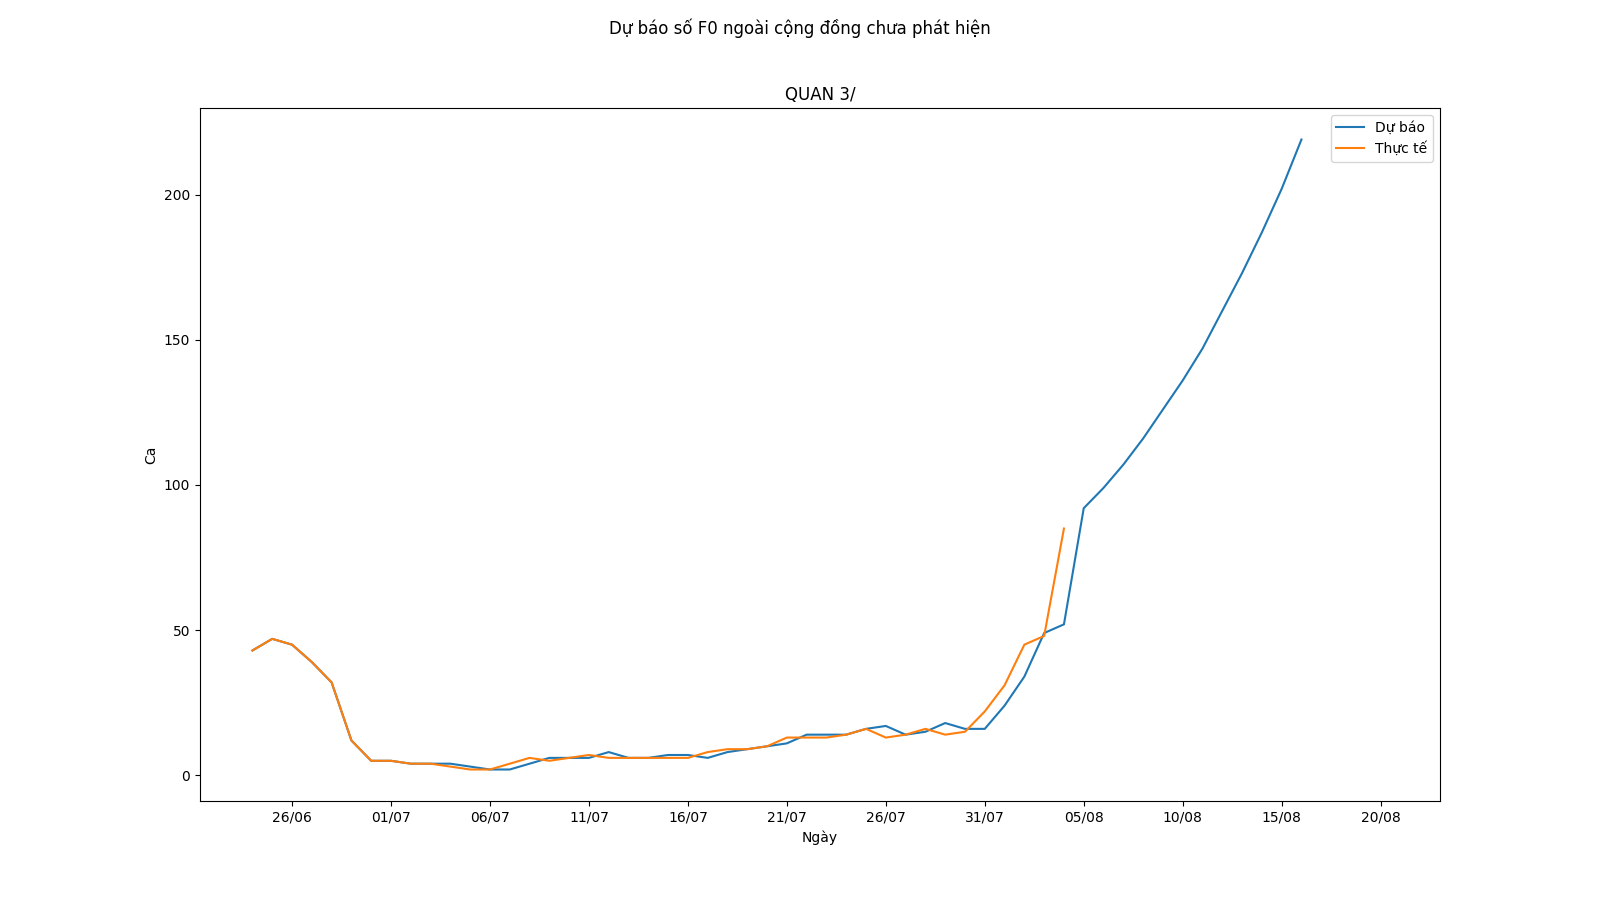 Dự báo số F0 ngoài cộng đồng chưa phát hiện
QUAN 3/
Dự báo
Thực tế
200
150
100
50
0
Ca
26/06 01/07 06/07 11/07 16/07 21/07 26/07 31/07 05/08 10/08 15/08 20/08
Ngày